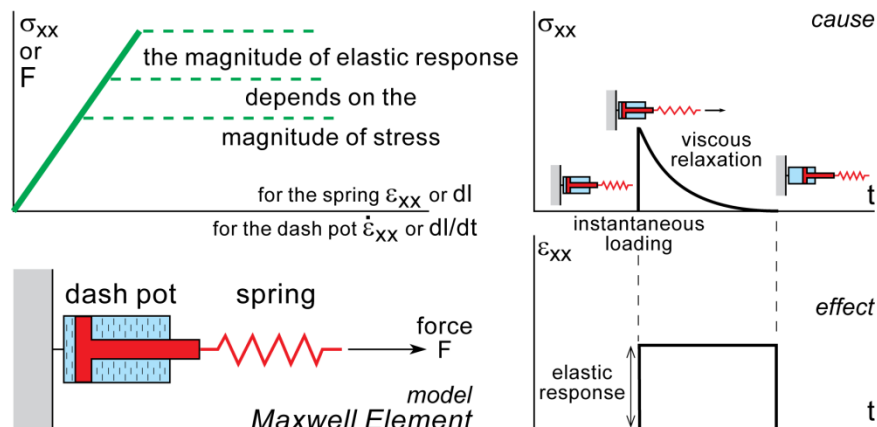 σxx
or
F
the magnitude of elastic response
depends on the
magnitude of stress
for the spring εxx or dl
for the dash pot ε̇xx or dl/dt
dash pot
spring
force
F
model
Maxwell Element
σxx
cause
viscous
relaxation
t
instantaneous
loading
εxx
effect
elastic
response
t